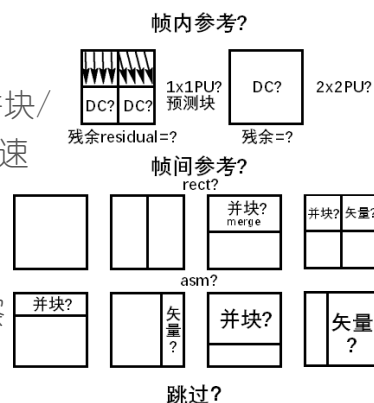 帧内参考?
并块/
速
DC? DC?
1x1PU?
预测块
DC?
2x2PU?
残余residual=?
残余=?
帧间参考?
rect?
并块?
merge
并块? 矢量?
asm?
并块?
矢量?
并块?
矢量?
跳过?